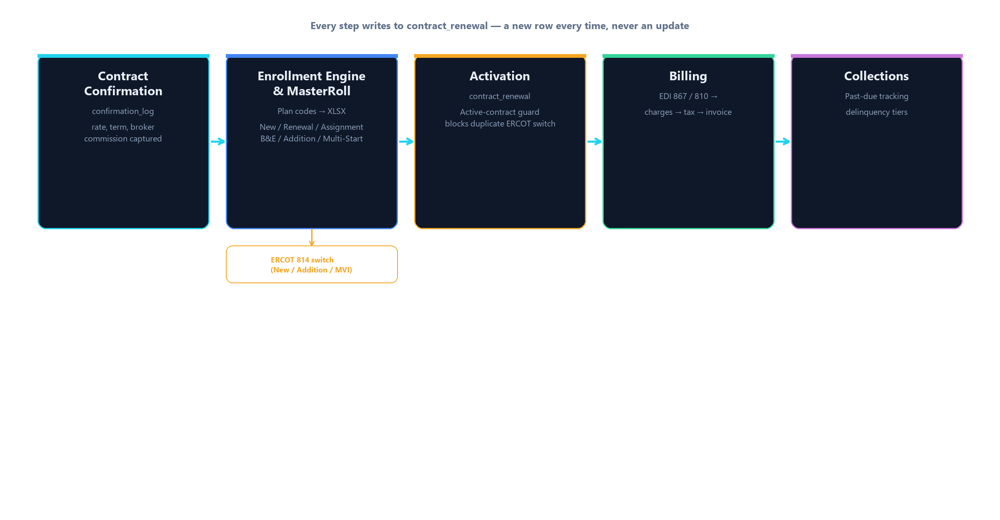 Every step writes to contract_renewal — a new row every time, never an update
Contract
Confirmation
confirmation_log
rate, term, broker
commission captured
Enrollment Engine
& MasterRoll
Plan codes → XLSX
New / Renewal / Assignment
B&E / Addition / Multi-Start
Activation
contract_renewal
Active-contract guard
blocks duplicate ERCOT switch
Billing
EDI 867 / 810 →
charges → tax → invoice
Collections
Past-due tracking
delinquency tiers
ERCOT 814 switch
(New / Addition / MVI)